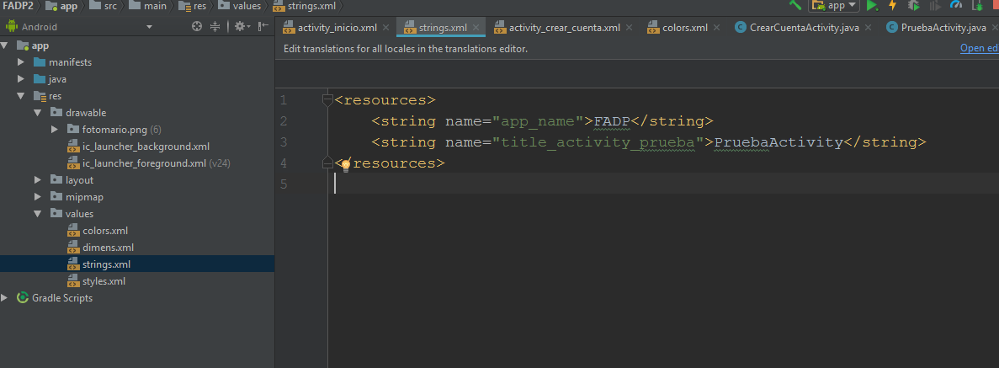 FADP2 app src main res values strings.xml app
Android
activity_inicio.xml strings.xml activity_crear_cuenta.xml colors.xml CrearCuentaActivity.java PruebaActivity.java
Edit translations for all locales in the translations editor. Open ed
app
manifests
java
res
drawable
fotomario.png (6)
ic_launcher_background.xml
ic_launcher_foreground.xml (v24)
layout
mipmap
values
colors.xml
dimens.xml
strings.xml
styles.xml
Gradle Scripts
1 <resources>
2 <string name="app_name">FADP</string>
3 <string name="title_activity_prueba">PruebaActivity</string>
4 </resources>
5